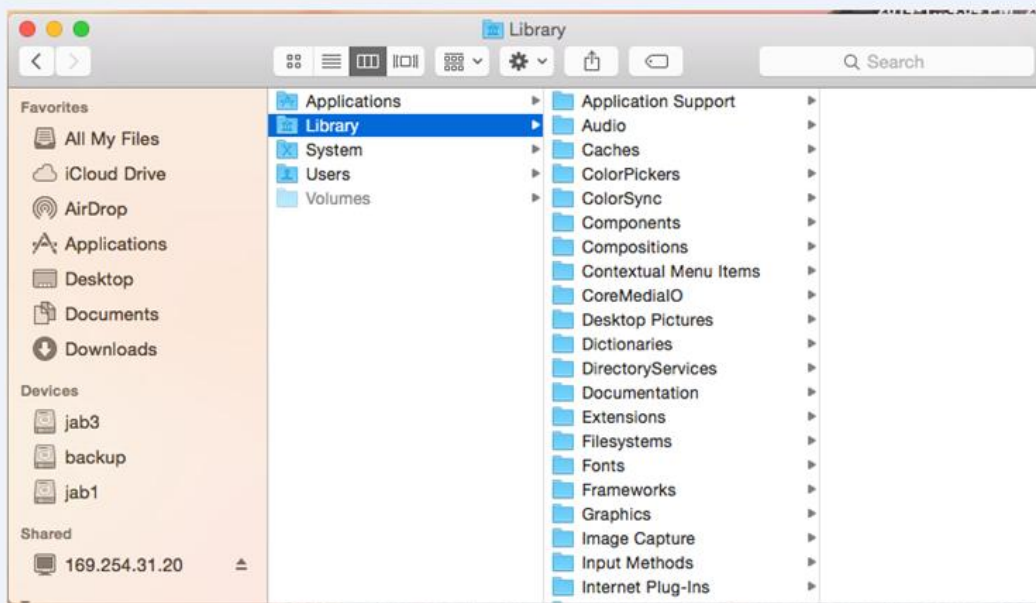 Library
Search
Favorites
All My Files
iCloud Drive
AirDrop
Applications
Desktop
Documents
Downloads
Devices
jab3
backup
jab1
Shared
169.254.31.20
Applications
Library
System
Users
Volumes
Application Support
Audio
Caches
ColorPickers
ColorSync
Components
Compositions
Contextual Menu Items
CoreMediaIO
Desktop Pictures
Dictionaries
DirectoryServices
Documentation
Extensions
Filesystems
Fonts
Frameworks
Graphics
Image Capture
Input Methods
Internet Plug-Ins